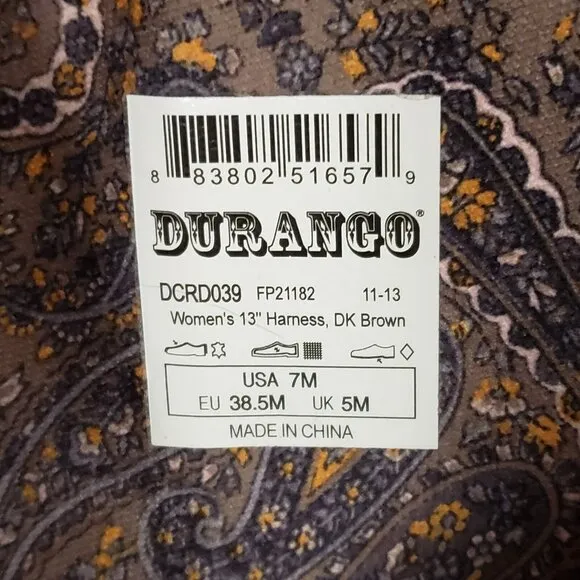 8 83802 51657 9
DURANGO®
DCRD039 FP21182 11-13
Women's 13" Harness, DK Brown
USA 7M
EU 38.5M UK 5M
MADE IN CHINA